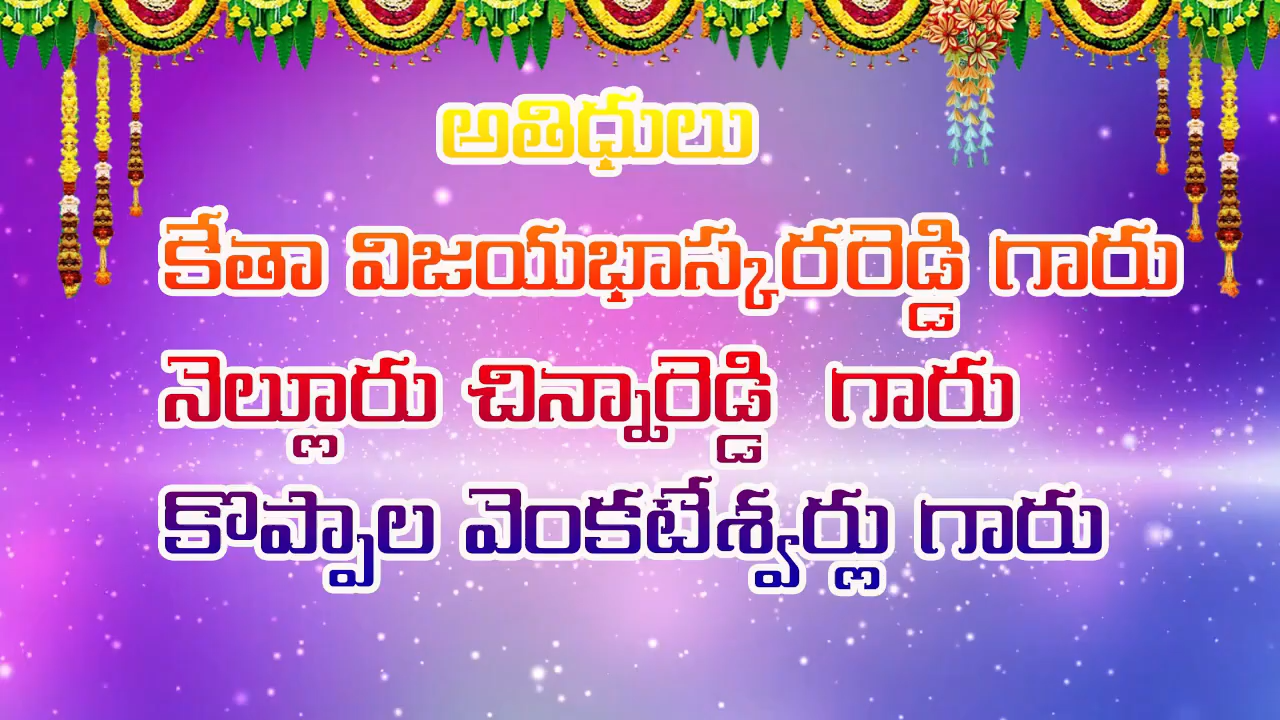 అతిధులు
కేతా విజయభాస్కరరెడ్డి గారు
నెల్లూరు చిన్నారెడ్డి గారు
కొప్పాల వెంకటేశ్వర్లు గారు